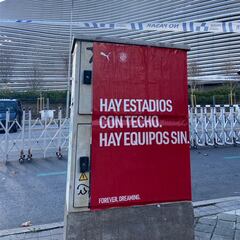 HAY ESTADIOS
CON TECHO.
HAY EQUIPOS SIN.
FOREVER. DREAMING.